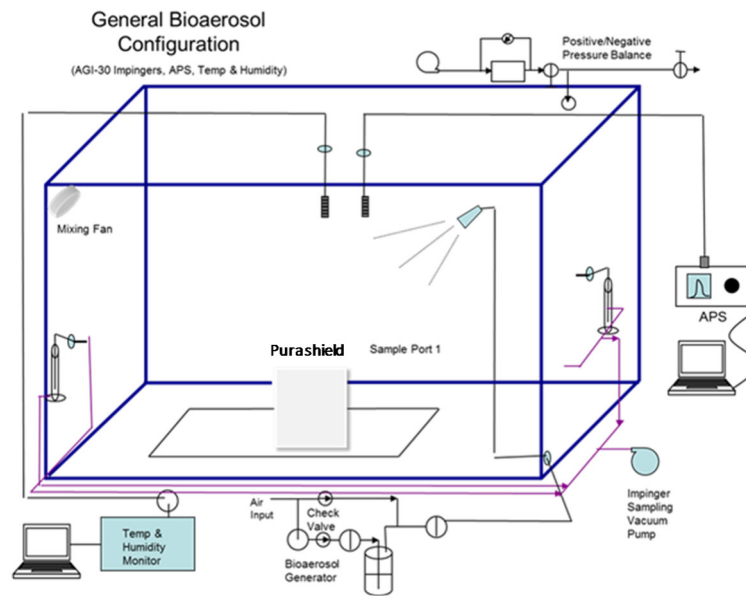 General Bioaerosol
Configuration
(AGI-30 Impingers, APS, Temp & Humidity)
Positive/Negative
Pressure Balance
Mixing Fan
APS
Purashield
Sample Port 1
Air
Input
Check
Valve
Bioaerosol
Generator
Temp &
Humidity
Monitor
Impinger
Sampling
Vacuum
Pump